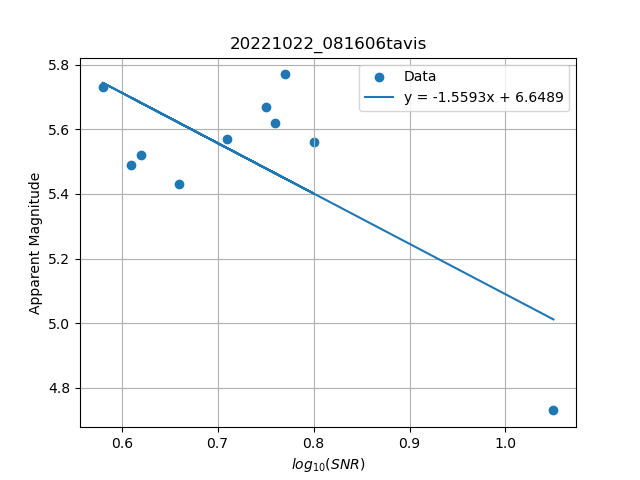 20221022_081606tavis
Data
y = -1.5593x + 6.6489
Apparent Magnitude
5.8
5.6
5.4
5.2
5.0
4.8
0.6 0.7 0.8 0.9 1.0
log10(SNR)